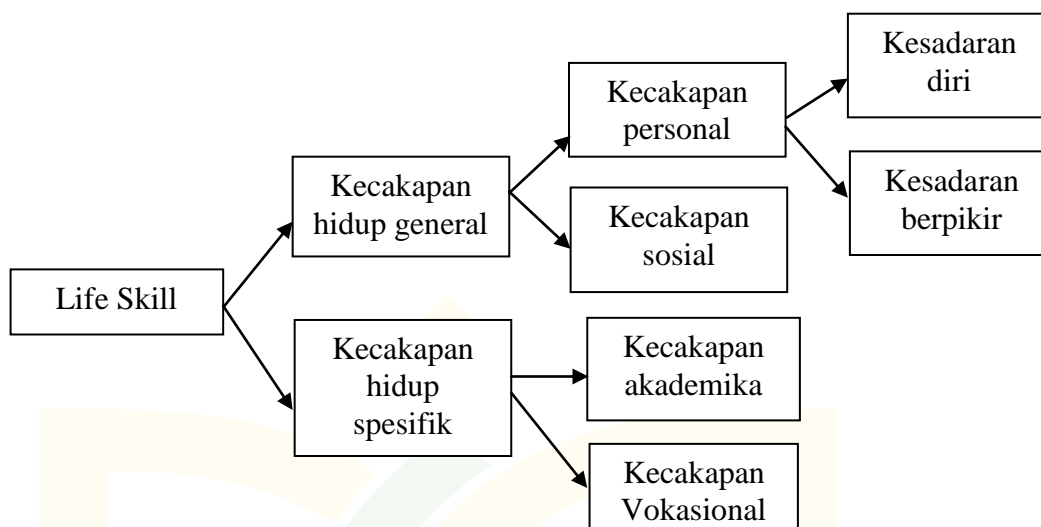 Life Skill
Kecakapan
hidup general
Kecakapan
hidup
spesifik
Kecakapan
personal
Kecakapan
sosial
Kecakapan
akademika
Kecakapan
Vokasional
Kesadaran
diri
Kesadaran
berpikir